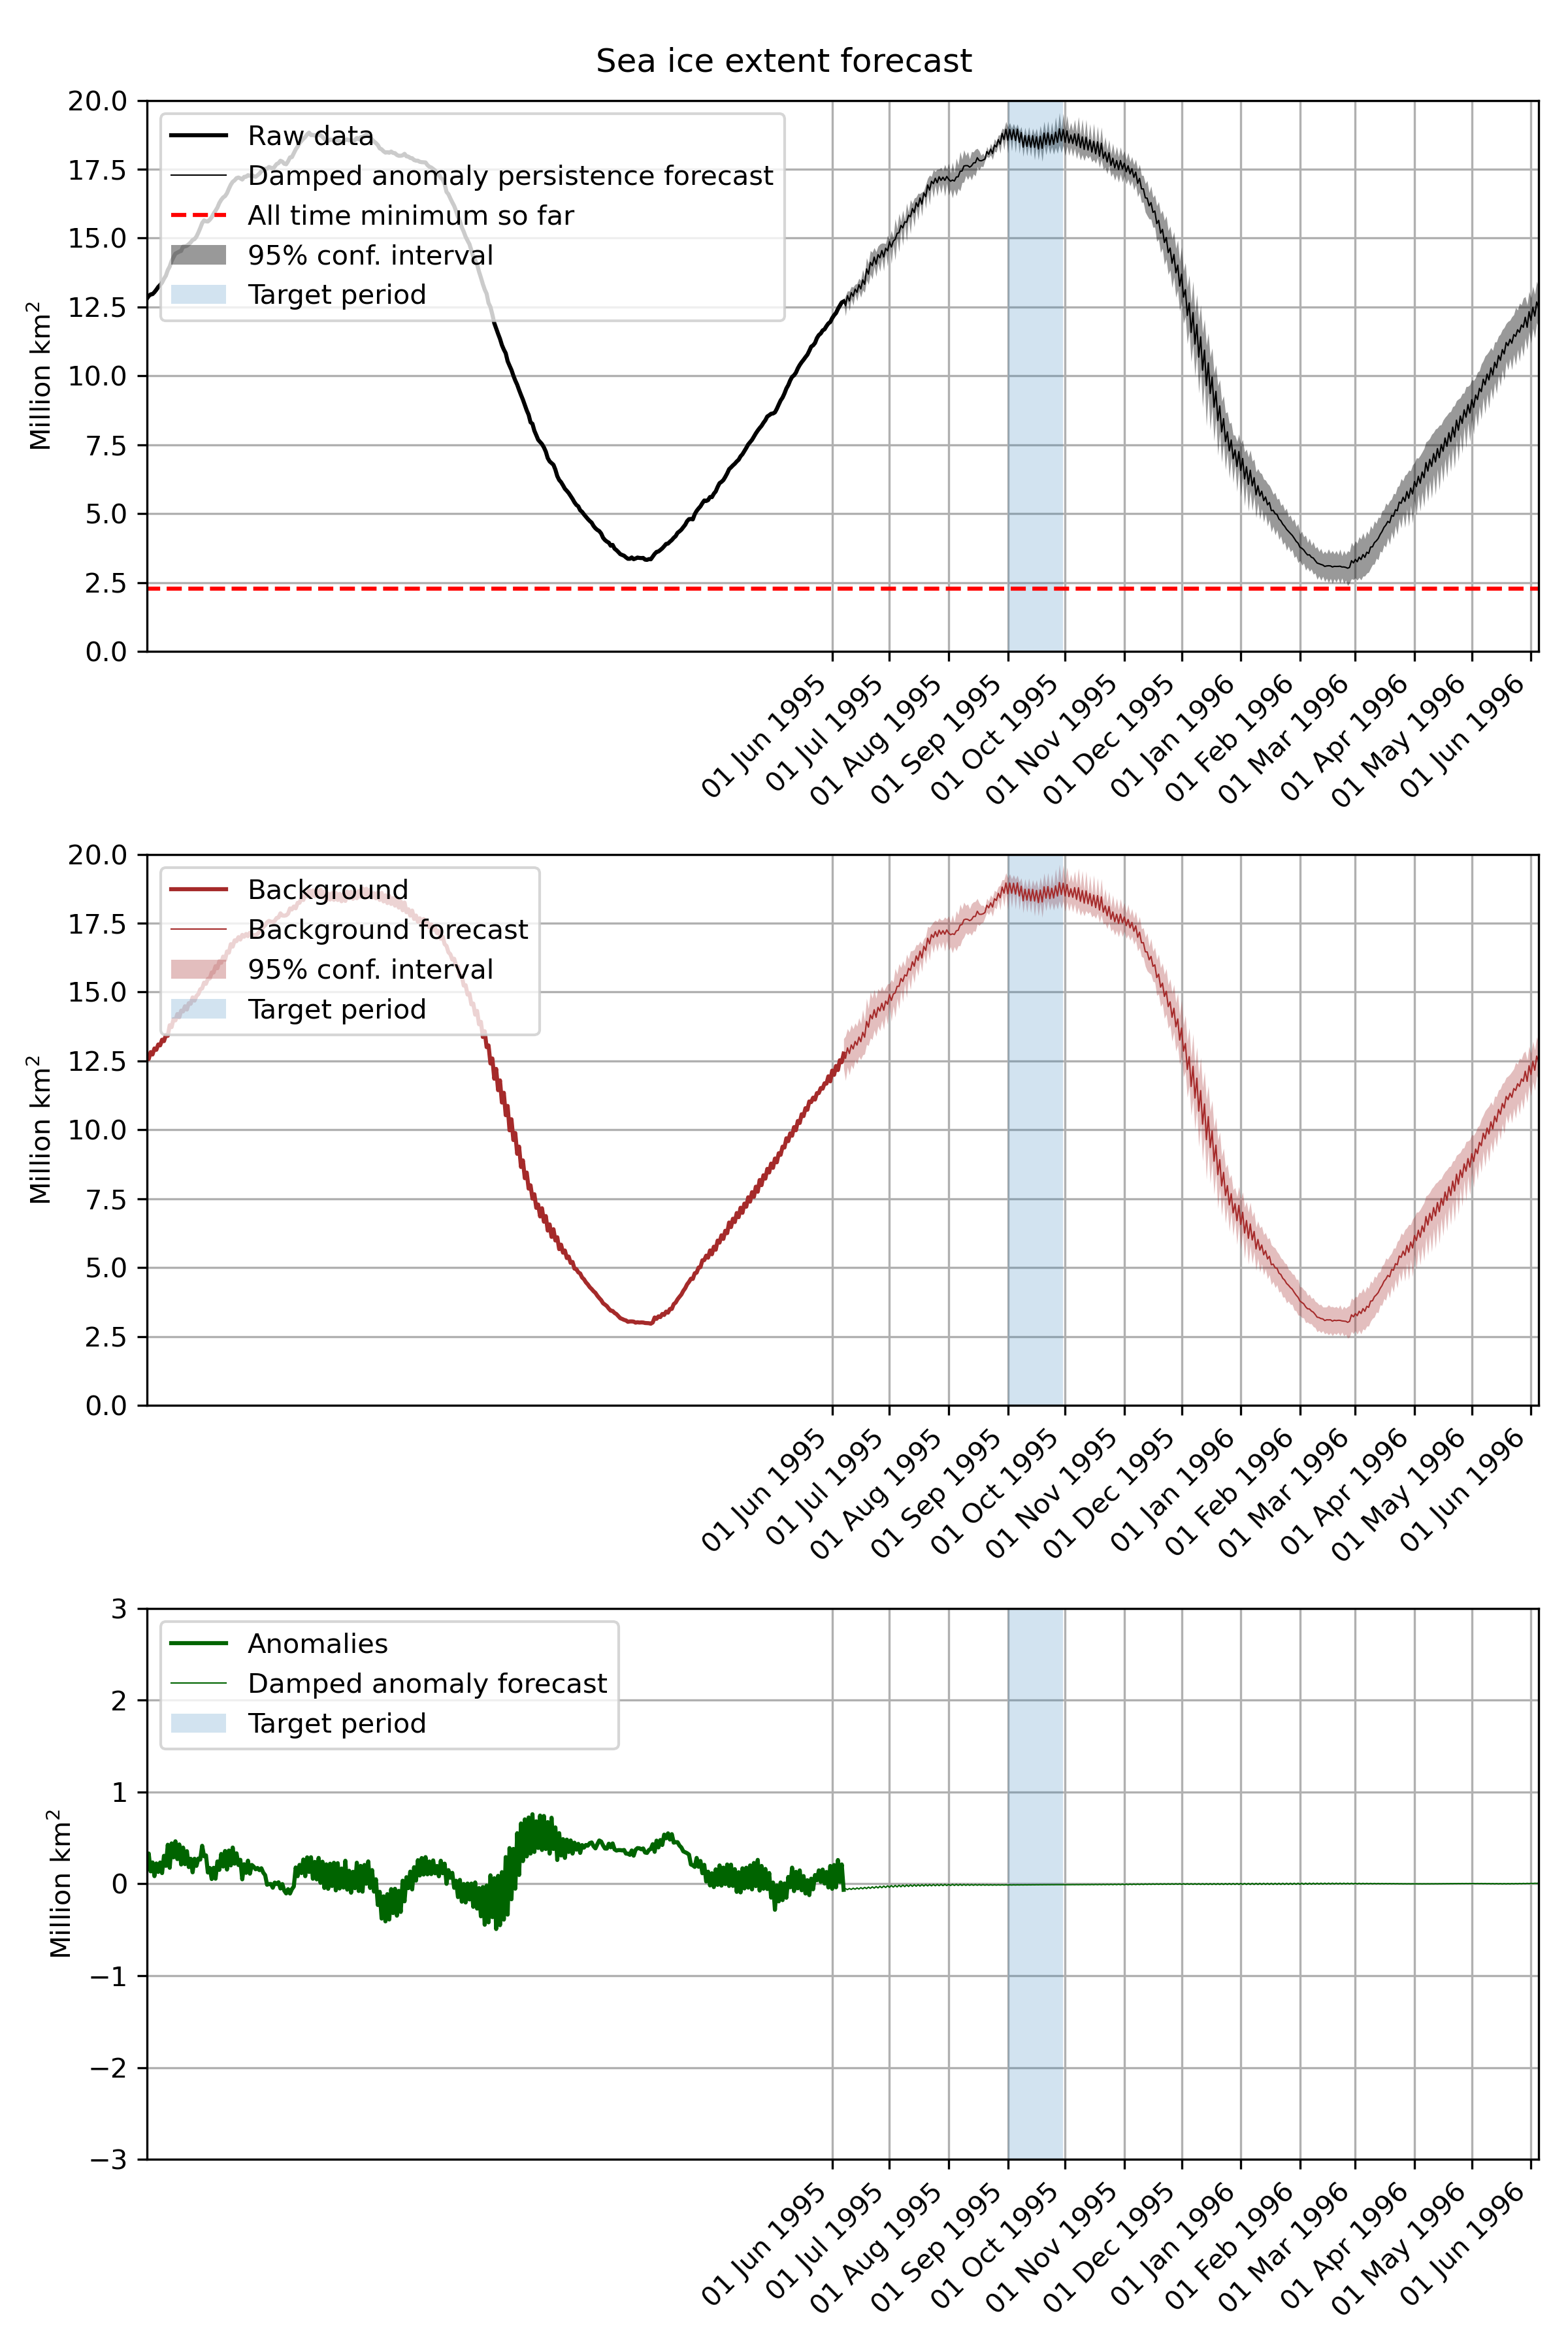 Sea ice extent forecast
20.0
17.5
15.0
12.5
10.0
7.5
5.0
2.5
0.0
Million km²
Raw data
Damped anomaly persistence forecast
All time minimum so far
95% conf. interval
Target period
01 Jun 1995
01 Jul 1995
01 Aug 1995
01 Sep 1995
01 Oct 1995
01 Nov 1995
01 Dec 1995
01 Jan 1996
01 Feb 1996
01 Mar 1996
01 Apr 1996
01 May 1996
01 Jun 1996
20.0
17.5
15.0
12.5
10.0
7.5
5.0
2.5
0.0
Million km²
Background
Background forecast
95% conf. interval
Target period
01 Jun 1995
01 Jul 1995
01 Aug 1995
01 Sep 1995
01 Oct 1995
01 Nov 1995
01 Dec 1995
01 Jan 1996
01 Feb 1996
01 Mar 1996
01 Apr 1996
01 May 1996
01 Jun 1996
3
2
1
0
−1
−2
−3
Million km²
Anomalies
Damped anomaly forecast
Target period
01 Jun 1995
01 Jul 1995
01 Aug 1995
01 Sep 1995
01 Oct 1995
01 Nov 1995
01 Dec 1995
01 Jan 1996
01 Feb 1996
01 Mar 1996
01 Apr 1996
01 May 1996
01 Jun 1996